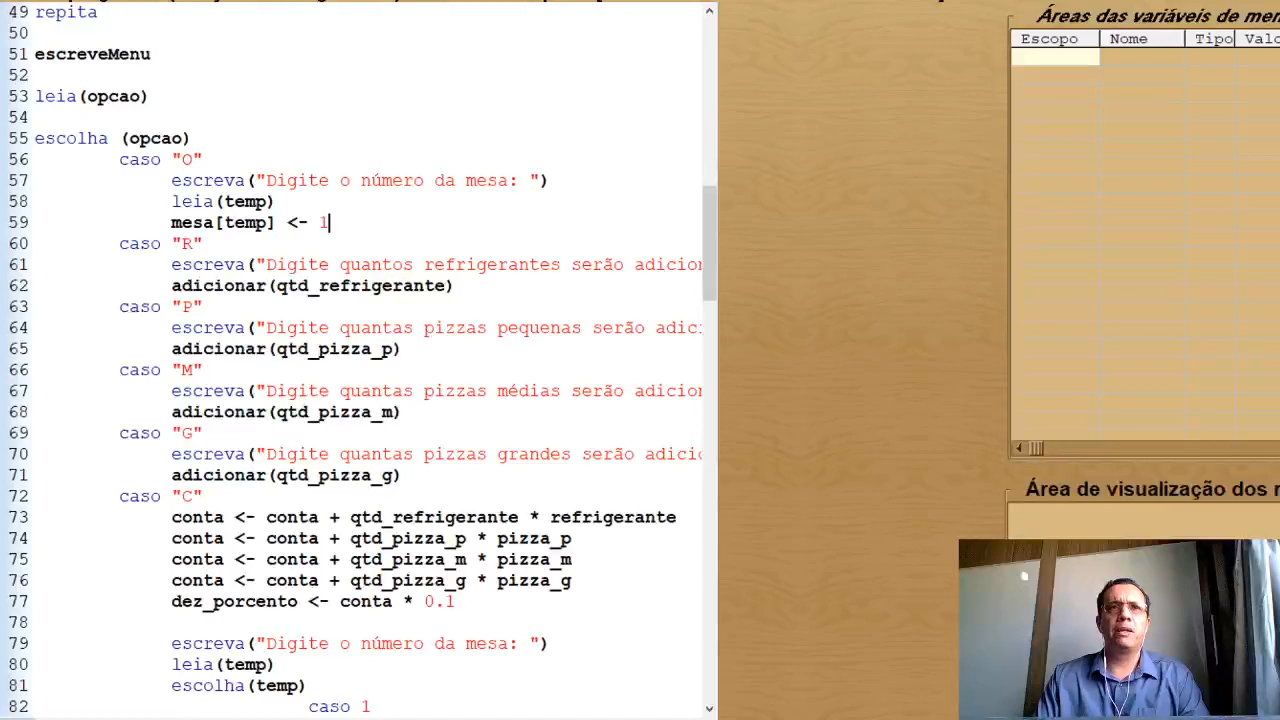 49 repita
50
51 escreveMenu
52
53 leia(opcao)
54
55 escolha (opcao)
56 caso "O"
57 escreva("Digite o número da mesa: ")
58 leia(temp)
59 mesa[temp] <- 1
60 caso "R"
61 escreva("Digite quantos refrigerantes serão adicion
62 adicionar(qtd_refrigerante)
63 caso "P"
64 escreva("Digite quantas pizzas pequenas serão adici
65 adicionar(qtd_pizza_p)
66 caso "M"
67 escreva("Digite quantas pizzas médias serão adicion
68 adicionar(qtd_pizza_m)
69 caso "G"
70 escreva("Digite quantas pizzas grandes serão adicio
71 adicionar(qtd_pizza_g)
72 caso "C"
73 conta <- conta + qtd_refrigerante * refrigerante
74 conta <- conta + qtd_pizza_p * pizza_p
75 conta <- conta + qtd_pizza_m * pizza_m
76 conta <- conta + qtd_pizza_g * pizza_g
77 dez_porcento <- conta * 0.1
78
79 escreva("Digite o número da mesa: ")
80 leia(temp)
81 escolha(temp)
82 caso 1
Áreas das variáveis de me
Escopo Nome Tipo Valo
Área de visualização dos